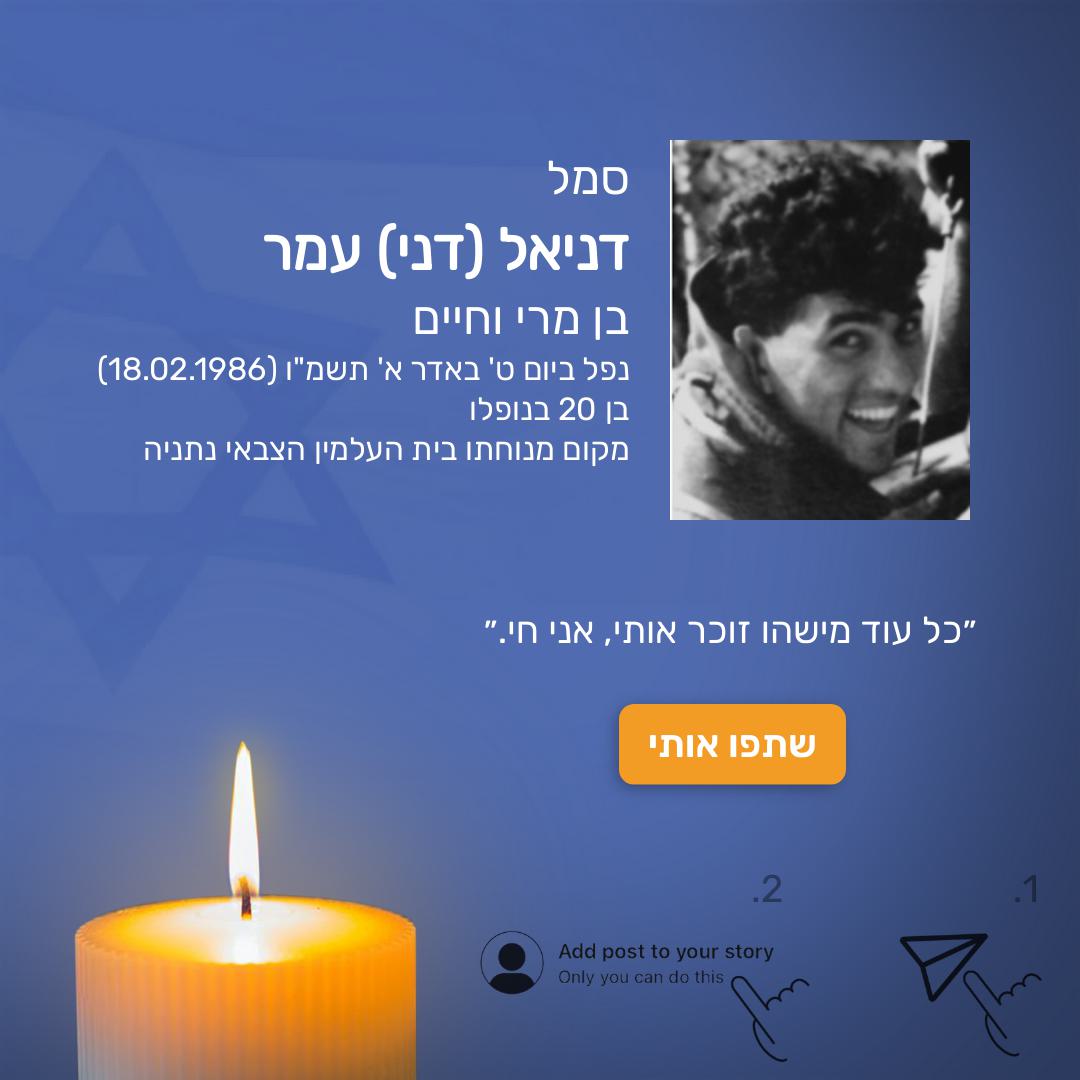 סמל
דניאל (דני) עמר
בן מרי וחיים
נפל ביום ט' באדר א' תשמ"ו (18.02.1986)
בן 20 בנופלו
מקום מנוחתו בית העלמין הצבאי נתניה
״כל עוד מישהו זוכר אותי, אני חי.״
שתפו אותי
1.
2.
Add post to your story
Only you can do this